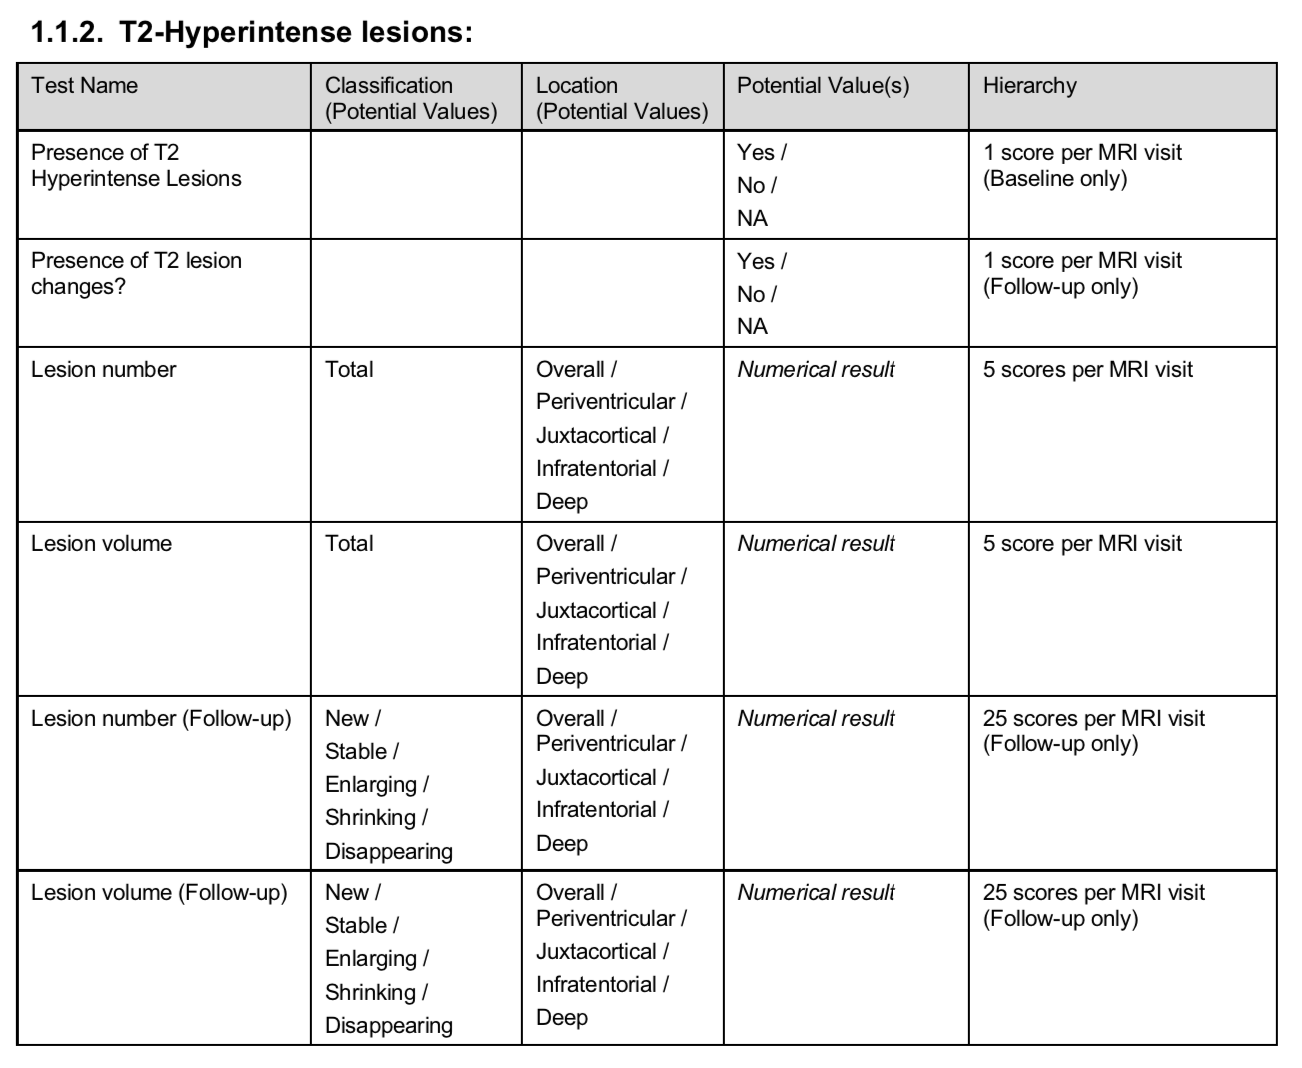 1.1.2. T2-Hyperintense lesions:
Test Name
Classification
(Potential Values)
Location
(Potential Values)
Potential Value(s)
Hierarchy
Presence of T2
Hyperintense Lesions
Yes /
No /
NA
1 score per MRI visit
(Baseline only)
Presence of T2 lesion
changes?
Yes /
No /
NA
1 score per MRI visit
(Follow-up only)
Lesion number
Total
Overall /
Periventricular /
Juxtacortical /
Infratentorial /
Deep
Numerical result
5 scores per MRI visit
Lesion volume
Total
Overall /
Periventricular /
Juxtacortical /
Infratentorial /
Deep
Numerical result
5 score per MRI visit
Lesion number (Follow-up)
New /
Stable /
Enlarging /
Shrinking /
Disappearing
Overall /
Periventricular /
Juxtacortical /
Infratentorial /
Deep
Numerical result
25 scores per MRI visit
(Follow-up only)
Lesion volume (Follow-up)
New /
Stable /
Enlarging /
Shrinking /
Disappearing
Overall /
Periventricular /
Juxtacortical /
Infratentorial /
Deep
Numerical result
25 scores per MRI visit
(Follow-up only)